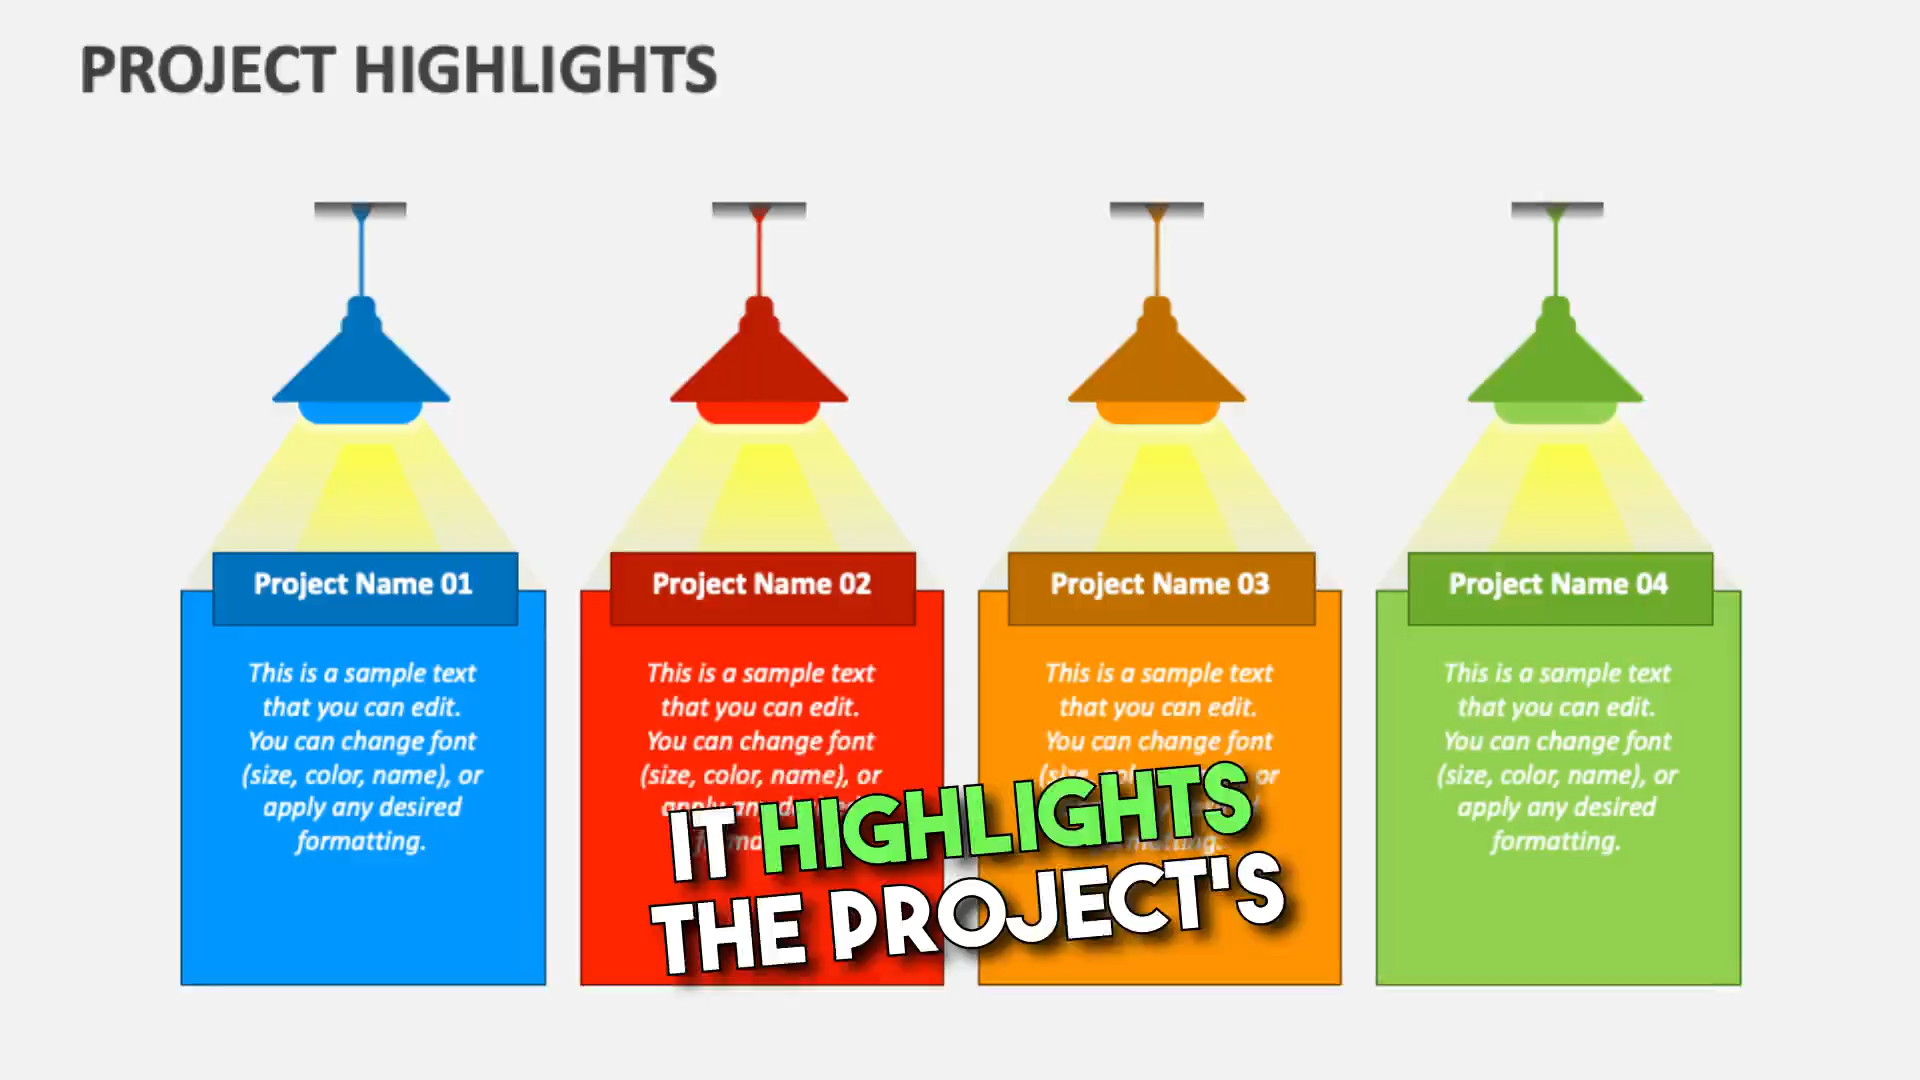 PROJECT HIGHLIGHTS
Project Name 01
This is a sample text
that you can edit.
You can change font
(size, color, name), or
apply any desired
formatting.
Project Name 02
This is a sample text
that you can edit.
You can change font
(size, color, name), or
Project Name 03
This is a sample text
that you can edit.
You can change font
or
Project Name 04
This is a sample text
that you can edit.
You can change font
(size, color, name), or
apply any desired
formatting.
IT HIGHLIGHTS
THE PROJECT'S